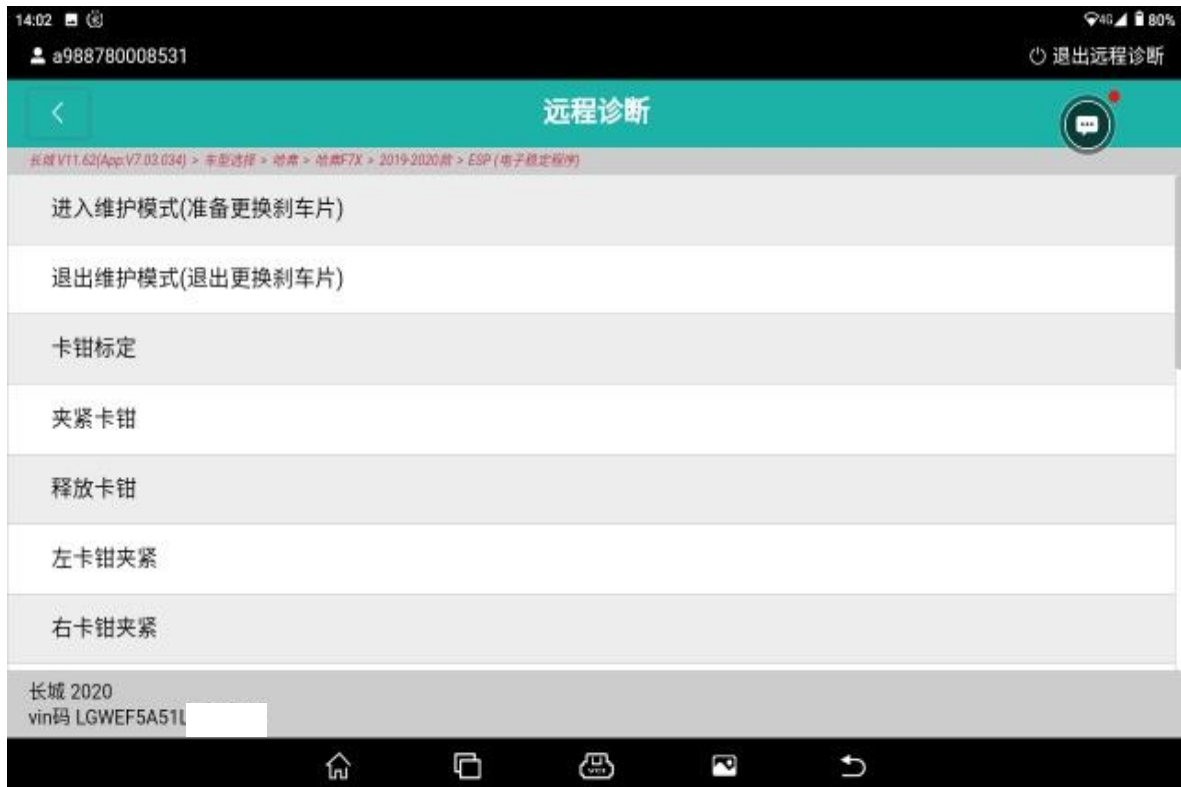 14:02 4G 80%
a988780008531 退出远程诊断
远程诊断
长城 V11.62(App:V7.03.034) > 车型选择 > 哈弗 > 哈弗F7X > 2019-2020款 > ESP (电子稳定程序)
进入维护模式(准备更换刹车片)
退出维护模式(退出更换刹车片)
卡钳标定
夹紧卡钳
释放卡钳
左卡钳夹紧
右卡钳夹紧
长城 2020
vin码 LGWEF5A51L
VCI